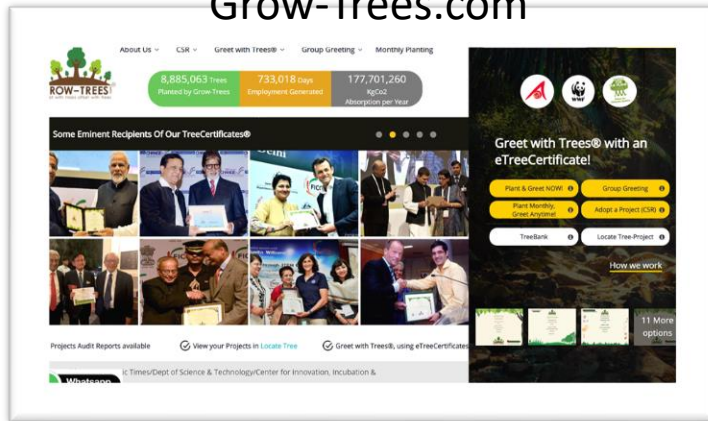 Grow-Trees.com
About Us CSR Greet with Trees® Group Greeting Monthly Planting
8,885,063 Trees
Planted by Grow-Trees
733,018 Days
Employment Generated
177,701,260
KgCo2
Absorption per Year
ROW-TREES
Some Eminent Recipients Of Our TreeCertificates®
Projects Audit Reports available
View your Projects in Locate Tree
Greet with Trees®, using eTreeCertificates
Whatsapp
ic Times/Dept of Science & Technology/Center for Innovation, Incubation &
WWF
Greet with Trees® with an
eTreeCertificate!
Plant & Greet NOW!
Group Greeting
Plant Monthly,
Greet Anytime!
Adopt a Project (CSR)
TreeBank
Locate Tree-Project
How we work
11 More
options